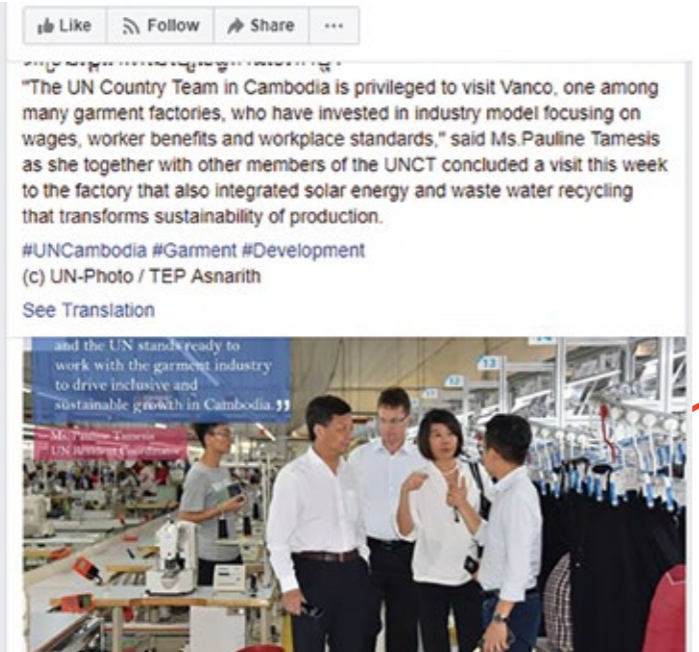 Like Follow Share ...
"The UN Country Team in Cambodia is privileged to visit Vanco, one among
many garment factories, who have invested in industry model focusing on
wages, worker benefits and workplace standards," said Ms.Pauline Tamesis
as she together with other members of the UNCT concluded a visit this week
to the factory that also integrated solar energy and waste water recycling
that transforms sustainability of production.
#UNCambodia #Garment #Development
(c) UN-Photo / TEP Asnarith
See Translation
and the UN stands ready to
work with the garment industry
to drive inclusive and
sustainable growth in Cambodia.”
Ms. Pauline Tamesis
UN Resident Coordinator
14
13
12
11